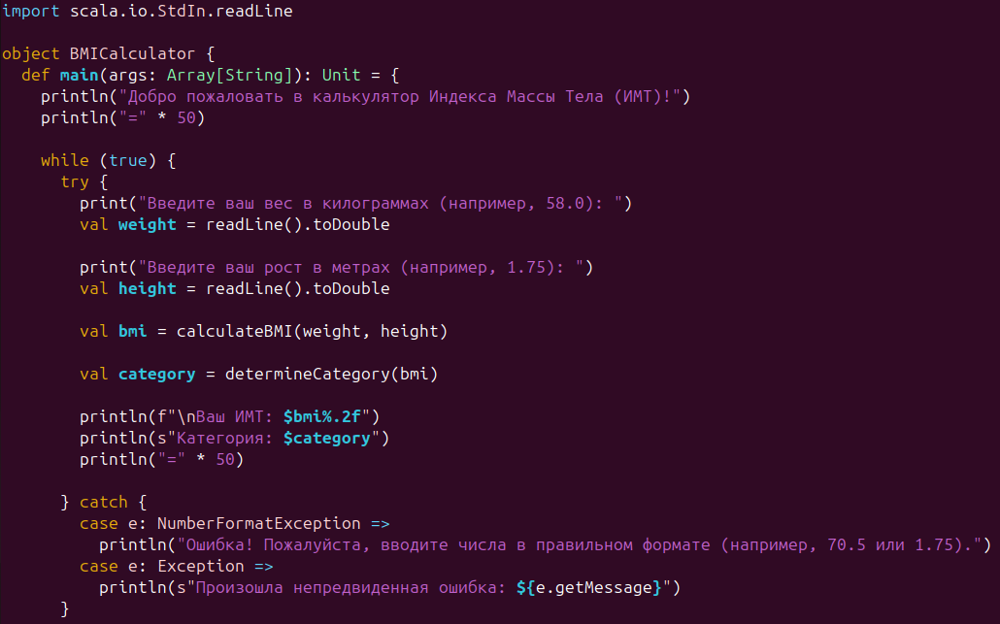 import scala.io.StdIn.readLine

object BMICalculator {
  def main(args: Array[String]): Unit = {
    println("Добро пожаловать в калькулятор Индекса Массы Тела (ИМТ)!")
    println("=" * 50)

    while (true) {
      try {
        print("Введите ваш вес в килограммах (например, 58.0): ")
        val weight = readLine().toDouble

        print("Введите ваш рост в метрах (например, 1.75): ")
        val height = readLine().toDouble

        val bmi = calculateBMI(weight, height)

        val category = determineCategory(bmi)

        println(f"\nВаш ИМТ: $bmi%.2f")
        println(s"Категория: $category")
        println("=" * 50)

      } catch {
        case e: NumberFormatException =>
          println("Ошибка! Пожалуйста, вводите числа в правильном формате (например, 70.5 или 1.75).")
        case e: Exception =>
          println(s"Произошла непредвиденная ошибка: ${e.getMessage}")
      }